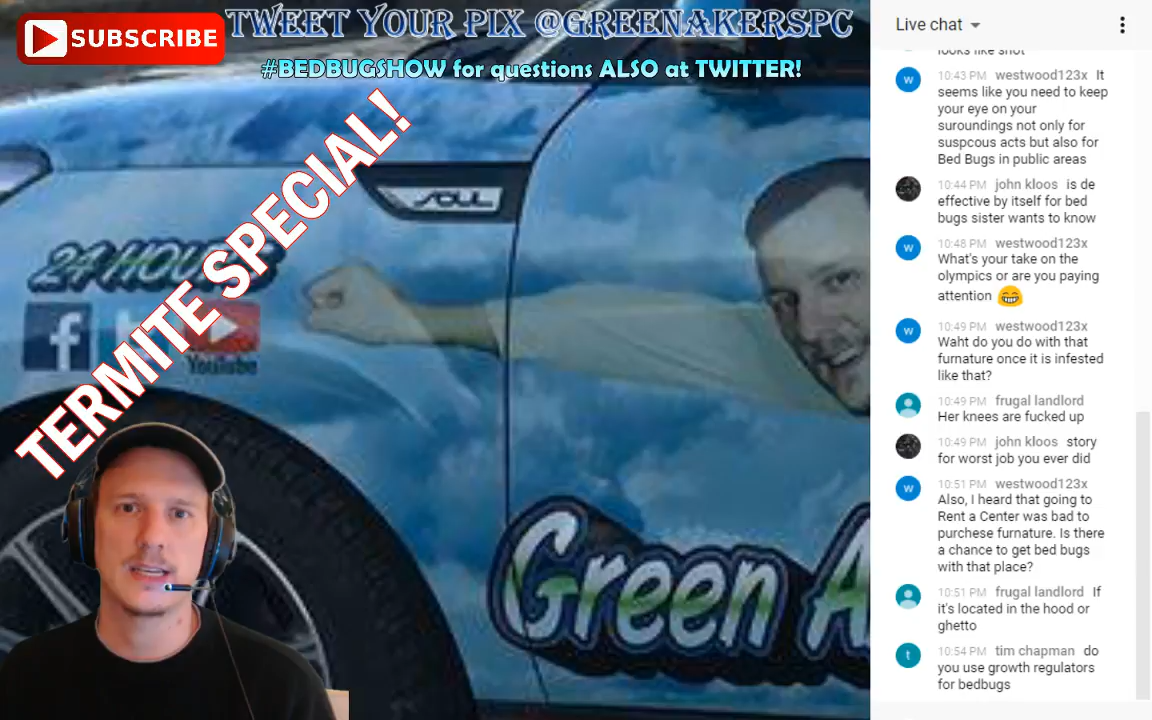 SUBSCRIBE
TWEET YOUR PIX @GREENAKERSPC
#BEDBUGSHOW for questions ALSO at TWITTER!
TERMITE SPECIAL!
SOUL
24 HOURS
f
Youtube
Green A
Live chat
looks like shot
w
10:43 PM westwood123x It
seems like you need to keep
your eye on your
suroundings not only for
suspcous acts but also for
Bed Bugs in public areas
10:44 PM john kloos is de
effective by itself for bed
bugs sister wants to know
w
10:48 PM westwood123x
What's your take on the
olympics or are you paying
attention 😁
w
10:49 PM westwood123x
Waht do you do with that
furnature once it is infested
like that?
10:49 PM frugal landlord
Her knees are fucked up
10:49 PM john kloos story
for worst job you ever did
w
10:51 PM westwood123x
Also, I heard that going to
Rent a Center was bad to
purchese furnature. Is there
a chance to get bed bugs
with that place?
10:51 PM frugal landlord If
it's located in the hood or
ghetto
t
10:54 PM tim chapman do
you use growth regulators
for bedbugs